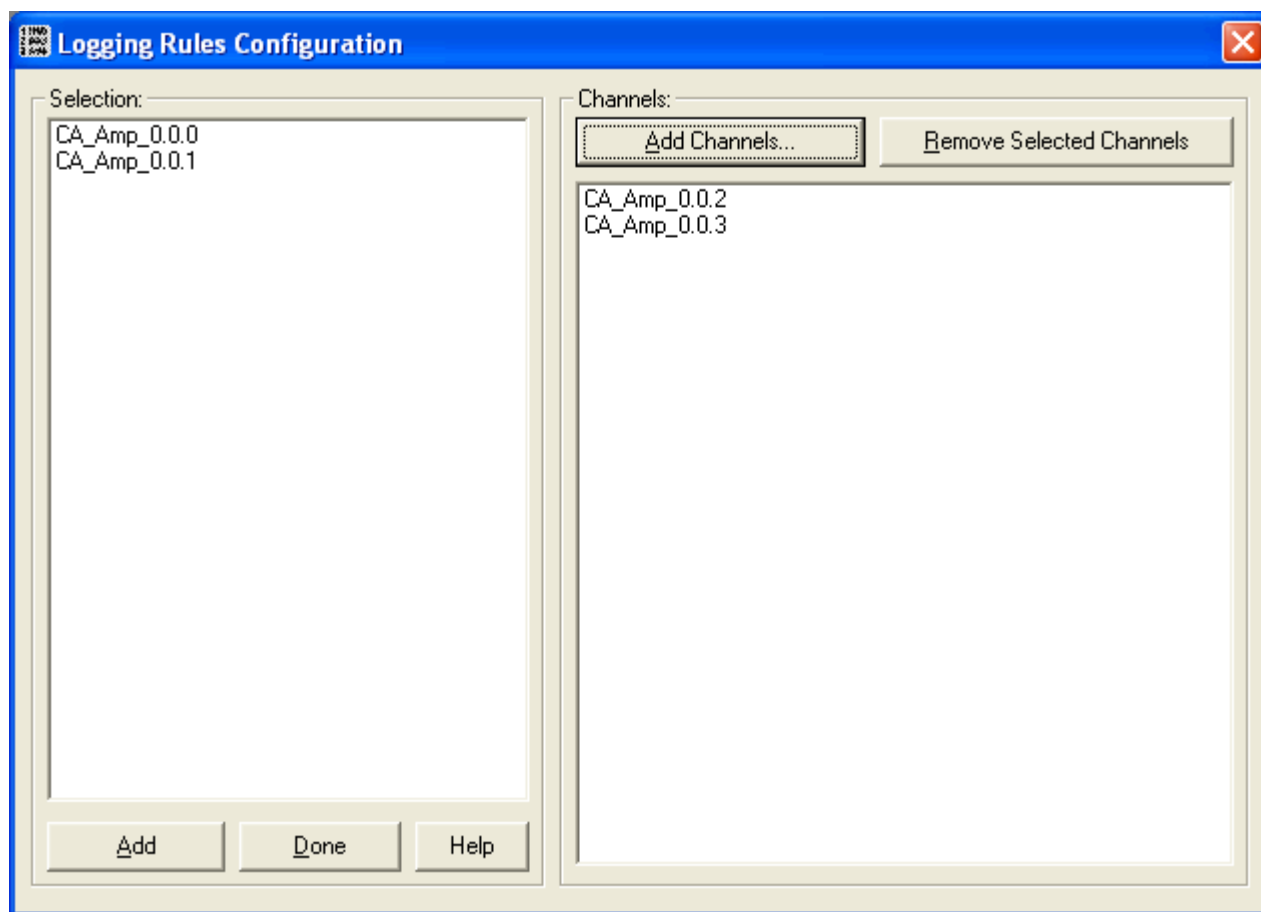 Logging Rules Configuration
Selection:
CA_Amp_0.0.0
CA_Amp_0.0.1
Add
Done
Help
Channels:
Add Channels...
Remove Selected Channels
CA_Amp_0.0.2
CA_Amp_0.0.3